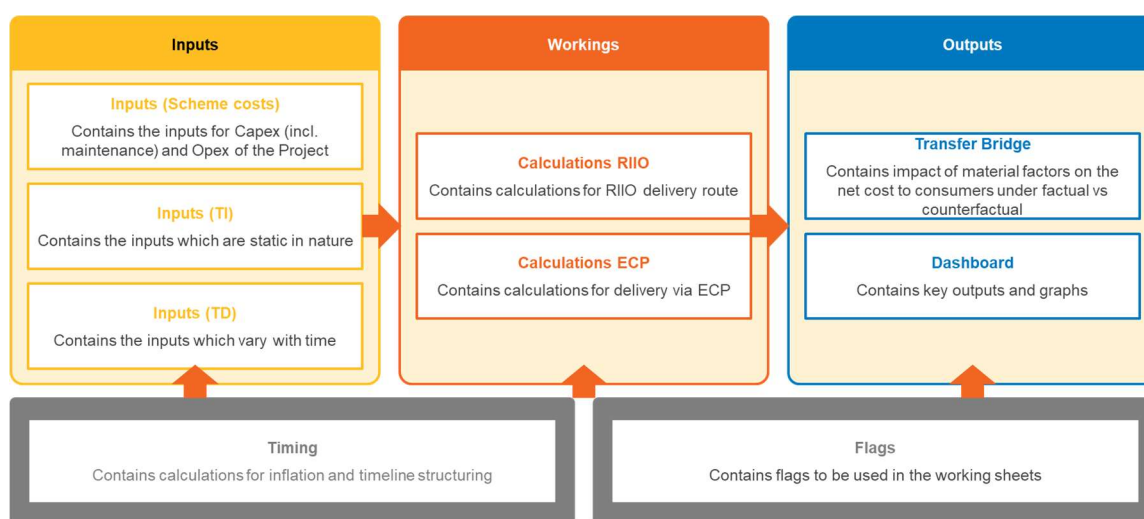 Inputs
Inputs (Scheme costs)
Contains the inputs for Capex (incl.
maintenance) and Opex of the Project
Inputs (TI)
Contains the inputs which are static in nature
Inputs (TD)
Contains the inputs which vary with time
Workings
Calculations RIIO
Contains calculations for RIIO delivery route
Calculations ECP
Contains calculations for delivery via ECP
Outputs
Transfer Bridge
Contains impact of material factors on the
net cost to consumers under factual vs
counterfactual
Dashboard
Contains key outputs and graphs
Timing
Contains calculations for inflation and timeline structuring
Flags
Contains flags to be used in the working sheets